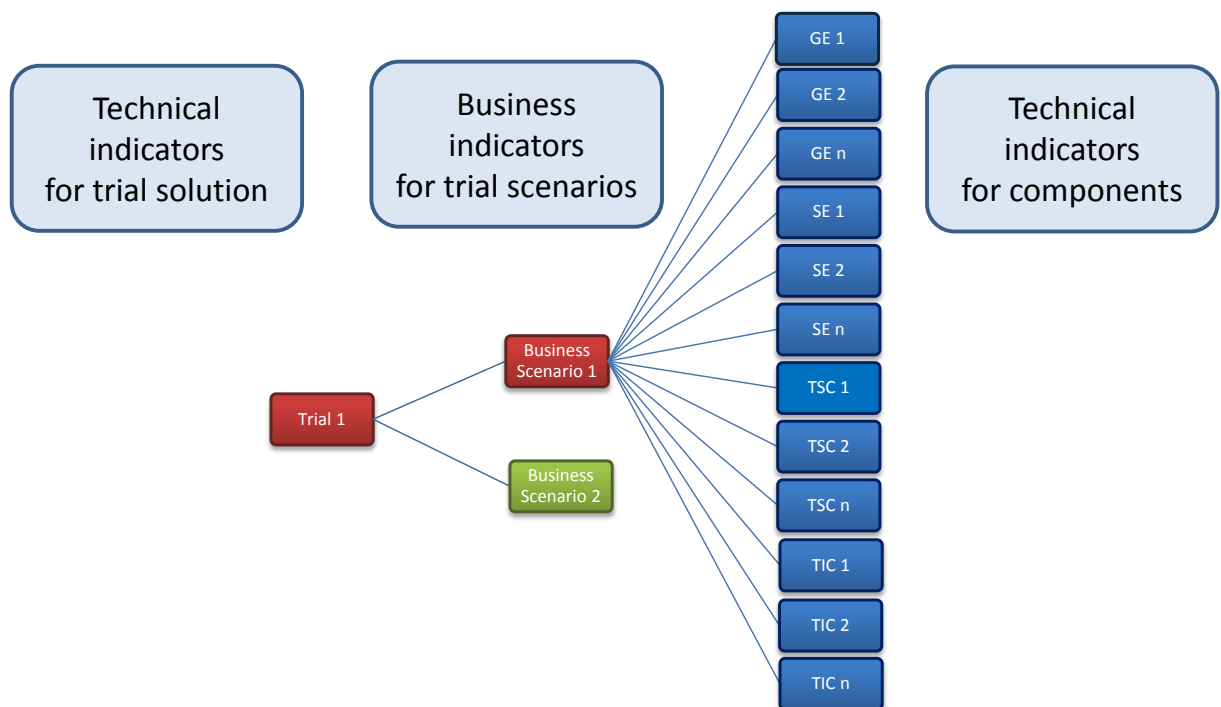 Technical
indicators
for trial solution
Business
indicators
for trial scenarios
Technical
indicators
for components
GE 1
GE 2
GE n
SE 1
SE 2
SE n
TSC 1
TSC 2
TSC n
TIC 1
TIC 2
TIC n
Business
Scenario 1
Trial 1
Business
Scenario 2